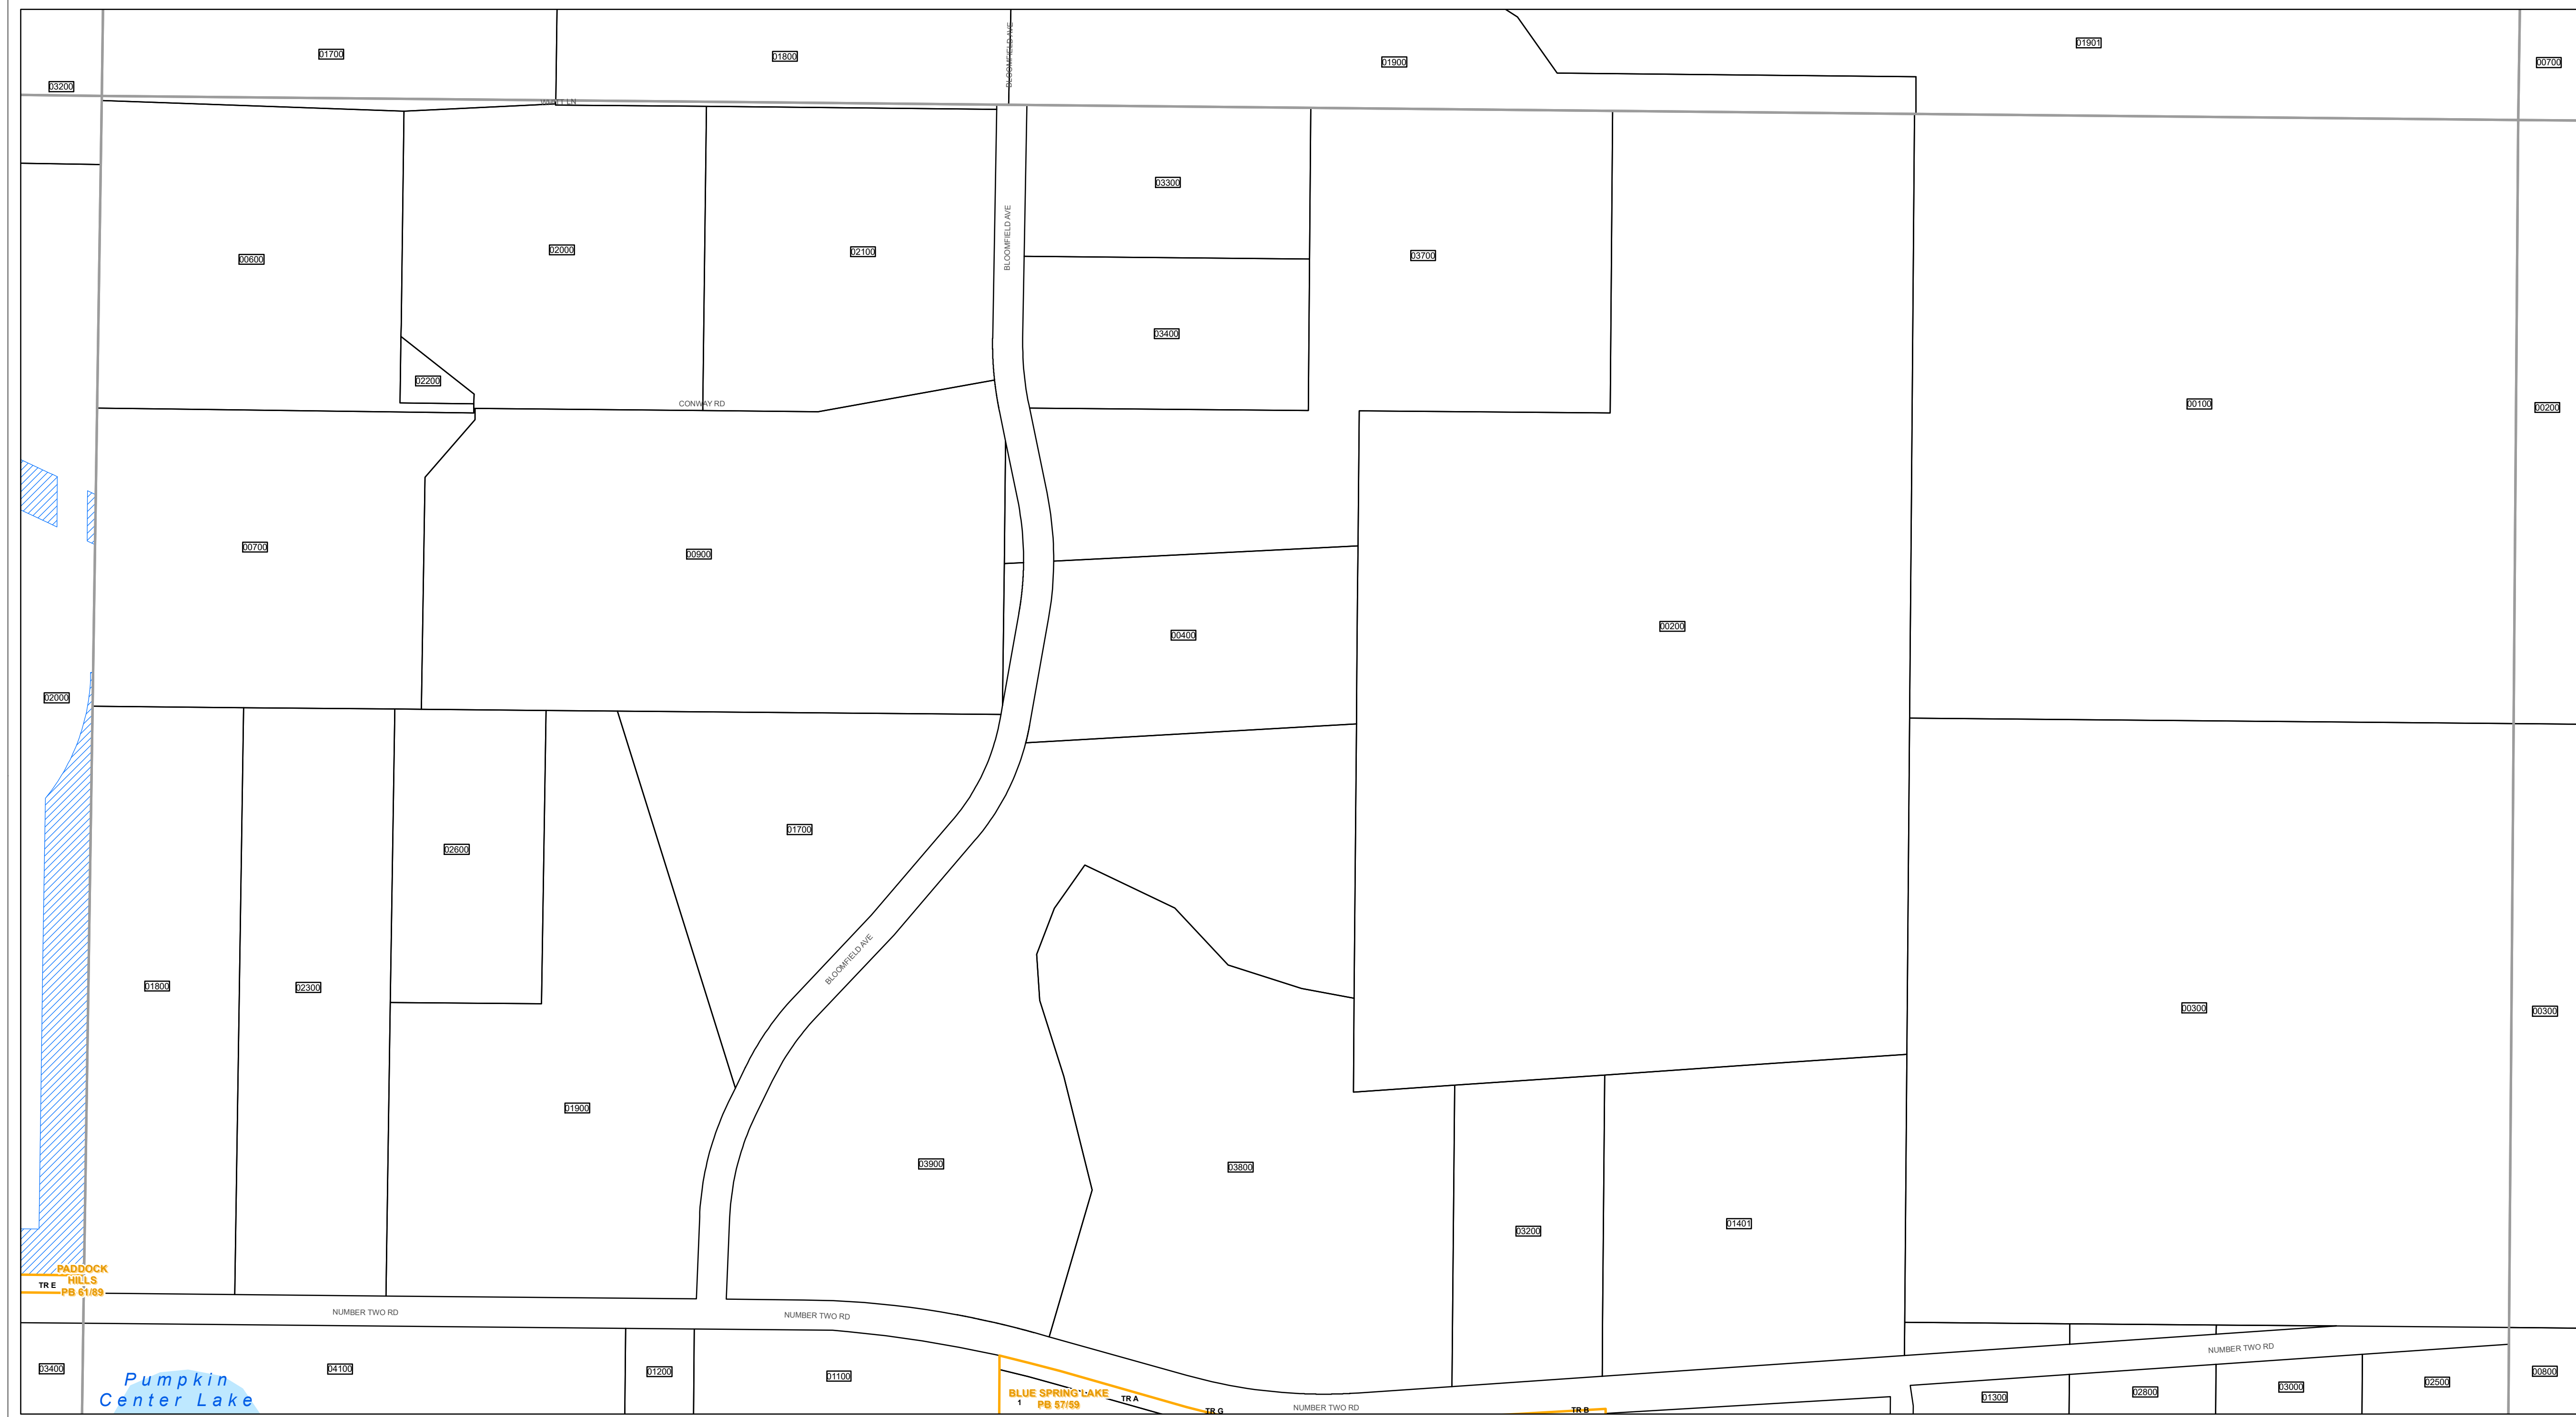 01700
01800
BLOOMFIELD AVE
01900
01901
00700
03200
WYATT LN
03300
BLOOMFIELD AVE
00600
02000
02100
03700
03400
02200
CONWAY RD
00100
00200
00700
00900
00400
00200
02000
01700
02600
BLOOMFIELD AVE
01800
02300
00300
00300
01900
03900
03800
03200
01401
PADDOCK
HILLS
PB 61/89
TR E
NUMBER TWO RD
NUMBER TWO RD
NUMBER TWO RD
03400
Pumpkin
Center Lake
04100
01200
01100
BLUE SPRING LAKE
PB 57/59
1
TR A
TR G
NUMBER TWO RD
TR B
01300
02800
03000
02500
00800